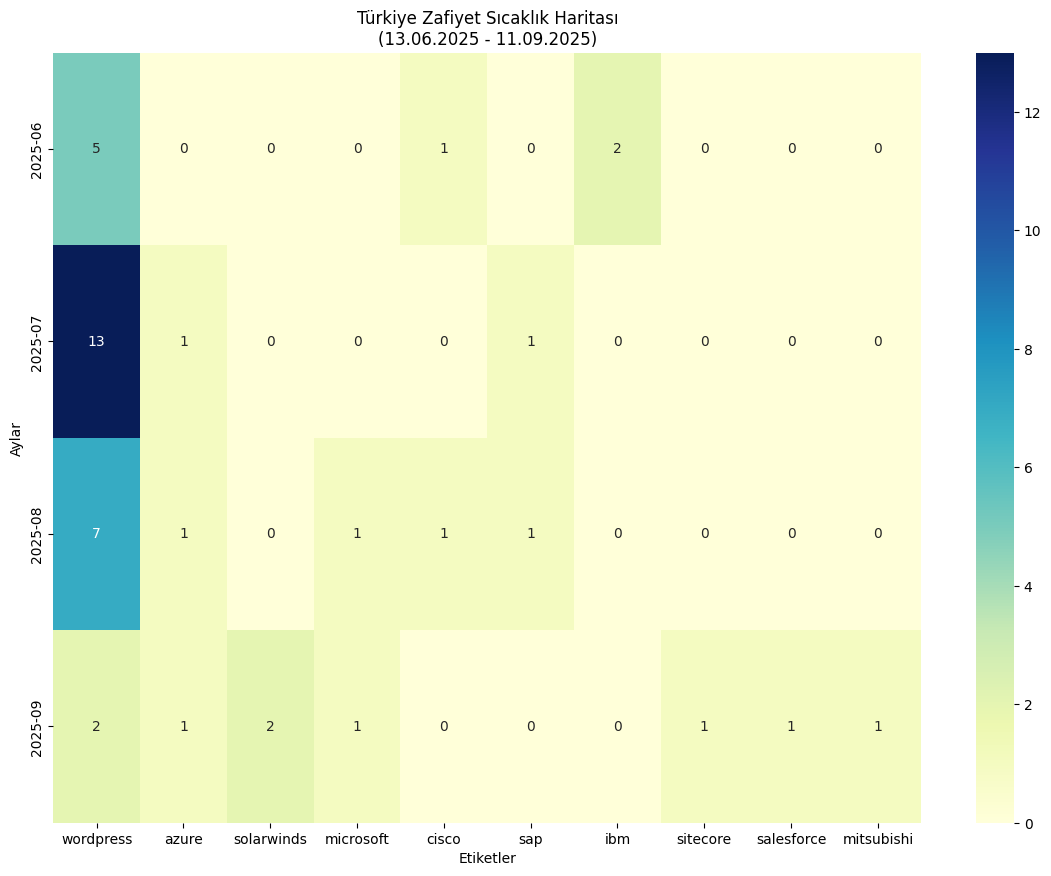 Türkiye Zafiyet Sıcaklık Haritası
(13.06.2025 - 11.09.2025)
Aylar
2025-06
5 0 0 0 1 0 2 0 0 0
2025-07
13 1 0 0 0 1 0 0 0 0
2025-08
7 1 0 1 1 1 0 0 0 0
2025-09
2 1 2 1 0 0 0 1 1 1
wordpress azure solarwinds microsoft cisco sap ibm sitecore salesforce mitsubishi
Etiketler
12
10
8
6
4
2
0